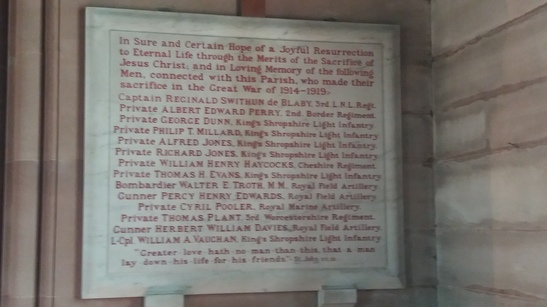 In Sure and Certain Hope of a Joyful Resurrection
to Eternal Life through the Merits of the Sacrifice of
Jesus Christ; and in Loving Memory of the following
Men, connected with this Parish, who made their
sacrifice in the Great War of 1914-1919.
Captain REGINALD SWITHUN de BLABY, 3rd L.N.L. Regt.
Private ALBERT EDWARD PERRY, 2nd Border Regiment.
Private GEORGE DUNN, King's Shropshire Light Infantry.
Private PHILIP T. MILLARD, King's Shropshire Light Infantry.
Private ALFRED JONES, King's Shropshire Light Infantry.
Private RICHARD JONES, King's Shropshire Light Infantry.
Private WILLIAM HENRY HAYCOCKS, Cheshire Regiment.
Private THOMAS H. EVANS, King's Shropshire Light Infantry.
Bombardier WALTER E. TROTH, M.M. Royal Field Artillery.
Gunner PERCY HENRY EDWARDS, Royal Field Artillery.
Private CYRIL POOLER, Royal Marine Artillery.
Private THOMAS PLANT, 3rd Worcestershire Regiment.
Gunner HERBERT WILLIAM DAVIES, Royal Field Artillery.
L-Cpl. WILLIAM A. VAUGHAN, King's Shropshire Light Infantry.
"Greater love hath no man than this that a man
lay down his life for his friends."